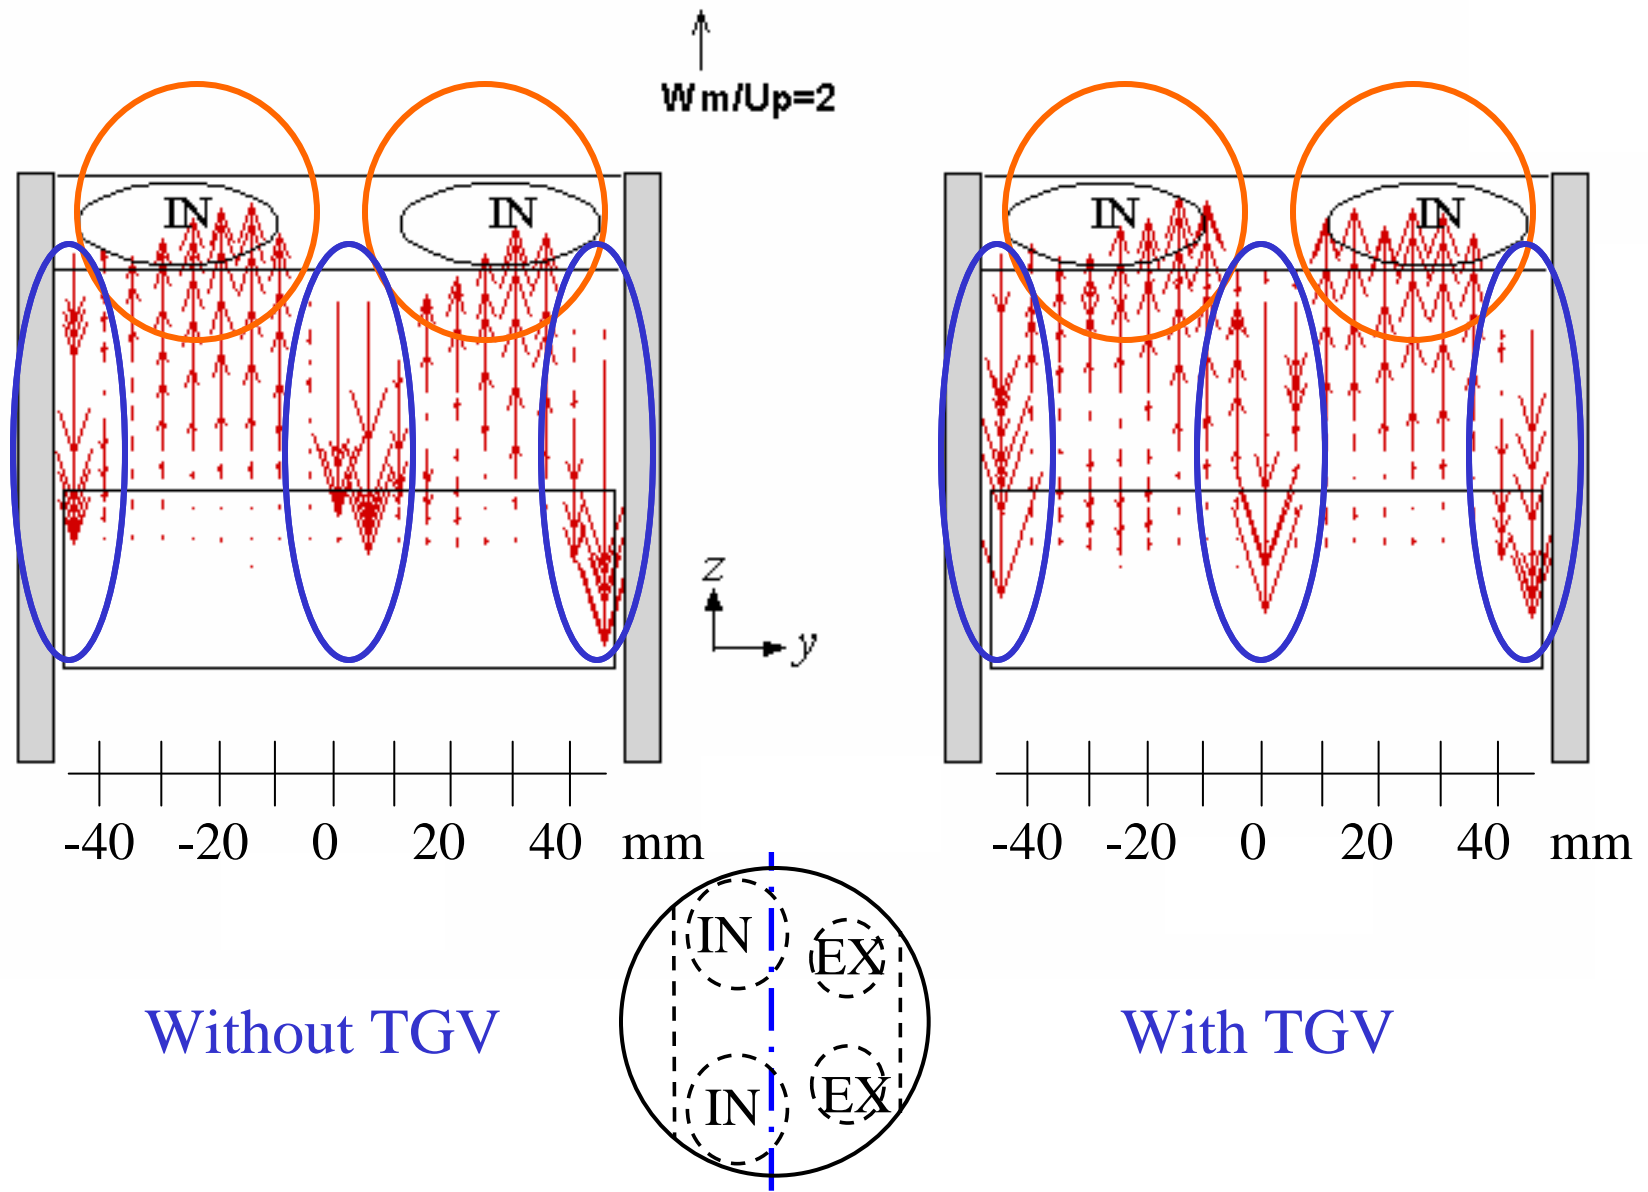 Wm/Up=2
IN IN
IN IN
z
y
-40 -20 0 20 40 mm
-40 -20 0 20 40 mm
IN EX
IN EX
Without TGV
With TGV